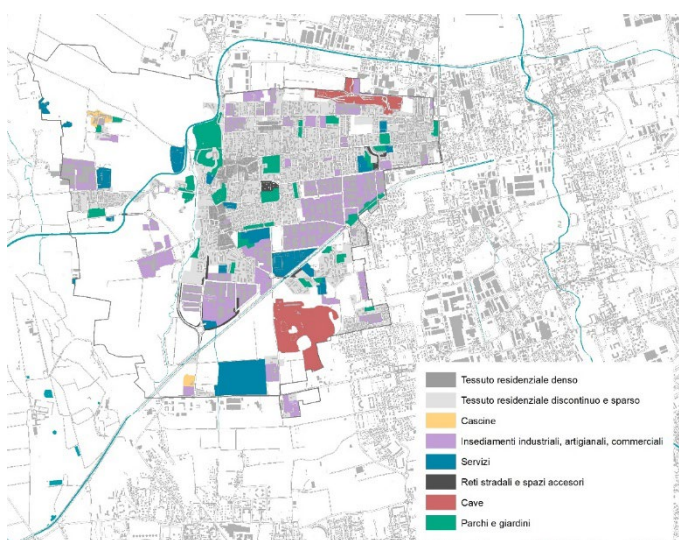 Tessuto residenziale denso
Tessuto residenziale discontinuo e sparso
Cascine
Insediamenti industriali, artigianali, commerciali
Servizi
Reti stradali e spazi accesori
Cave
Parchi e giardini